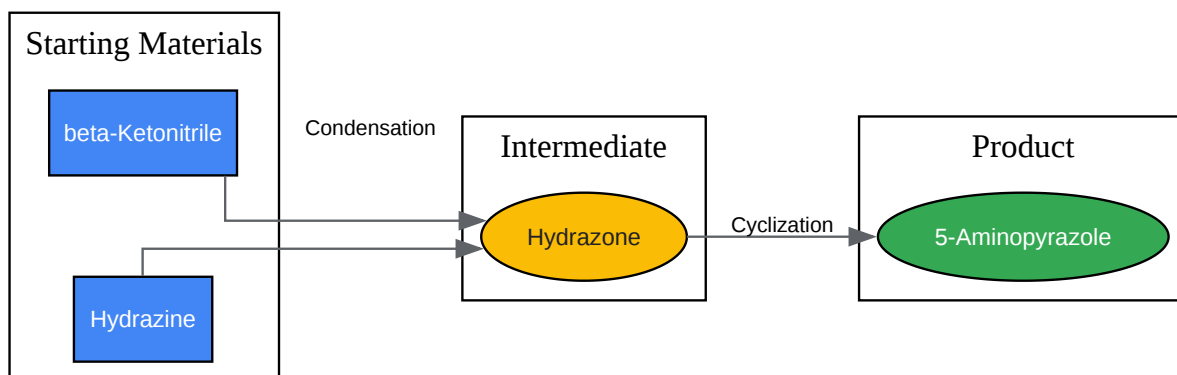 Starting Materials
beta-Ketonitrile
Hydrazine
Condensation
Intermediate
Hydrazone
Cyclization
Product
5-Aminopyrazole